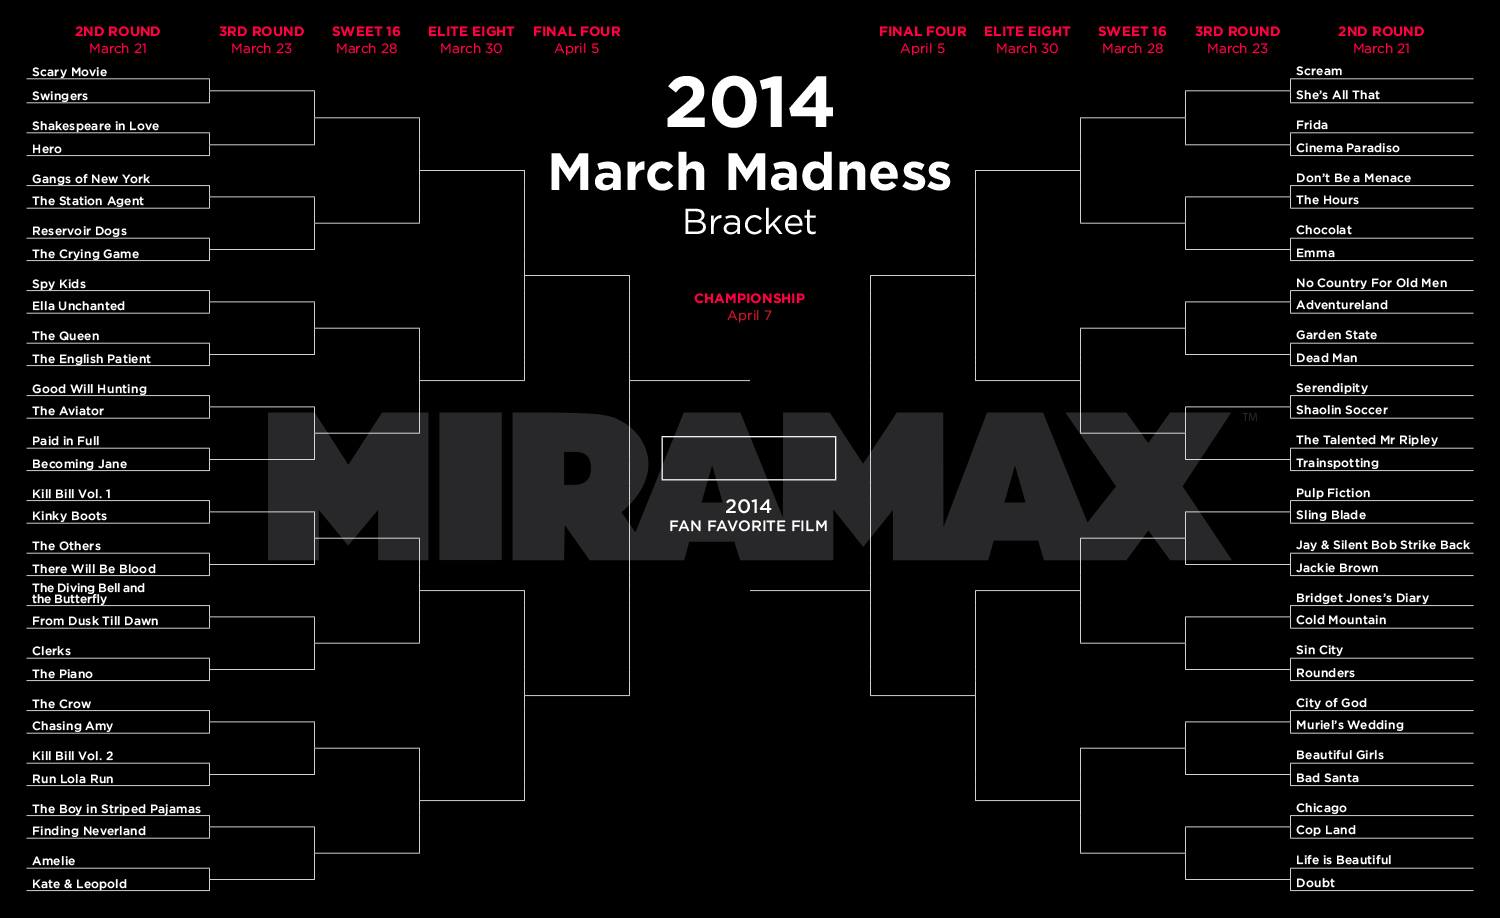 2ND ROUND
March 21
3RD ROUND
March 23
SWEET 16
March 28
ELITE EIGHT
March 30
FINAL FOUR
April 5
FINAL FOUR
April 5
ELITE EIGHT
March 30
SWEET 16
March 28
3RD ROUND
March 23
2ND ROUND
March 21
2014
March Madness
Bracket
Scary Movie
Swingers
Shakespeare in Love
Hero
Gangs of New York
The Station Agent
Reservoir Dogs
The Crying Game
Spy Kids
Ella Unchanted
The Queen
The English Patient
Good Will Hunting
The Aviator
Paid in Full
Becoming Jane
Kill Bill Vol. 1
Kinky Boots
The Others
There Will Be Blood
The Diving Bell and
the Butterfly
From Dusk Till Dawn
Clerks
The Piano
The Crow
Chasing Amy
Kill Bill Vol. 2
Run Lola Run
The Boy in Striped Pajamas
Finding Neverland
Amelie
Kate & Leopold
CHAMPIONSHIP
April 7
MIRAMAX TM
2014
FAN FAVORITE FILM
Scream
She's All That
Frida
Cinema Paradiso
Don't Be a Menace
The Hours
Chocolat
Emma
No Country For Old Men
Adventureland
Garden State
Dead Man
Serendipity
Shaolin Soccer
The Talented Mr Ripley
Trainspotting
Pulp Fiction
Sling Blade
Jay & Silent Bob Strike Back
Jackie Brown
Bridget Jones's Diary
Cold Mountain
Sin City
Rounders
City of God
Muriel's Wedding
Beautiful Girls
Bad Santa
Chicago
Cop Land
Life is Beautiful
Doubt